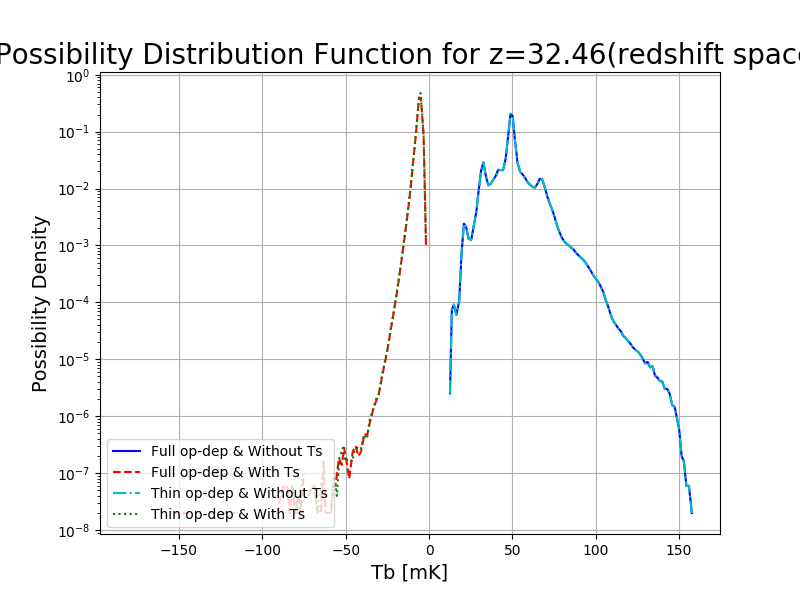 Possibility Distribution Function for z=32.46(redshift space
Possibility Density
10⁰
10⁻¹
10⁻²
10⁻³
10⁻⁴
10⁻⁵
10⁻⁶
10⁻⁷
10⁻⁸
Full op-dep & Without Ts
Full op-dep & With Ts
Thin op-dep & Without Ts
Thin op-dep & With Ts
−150 −100 −50 0 50 100 150
Tb [mK]